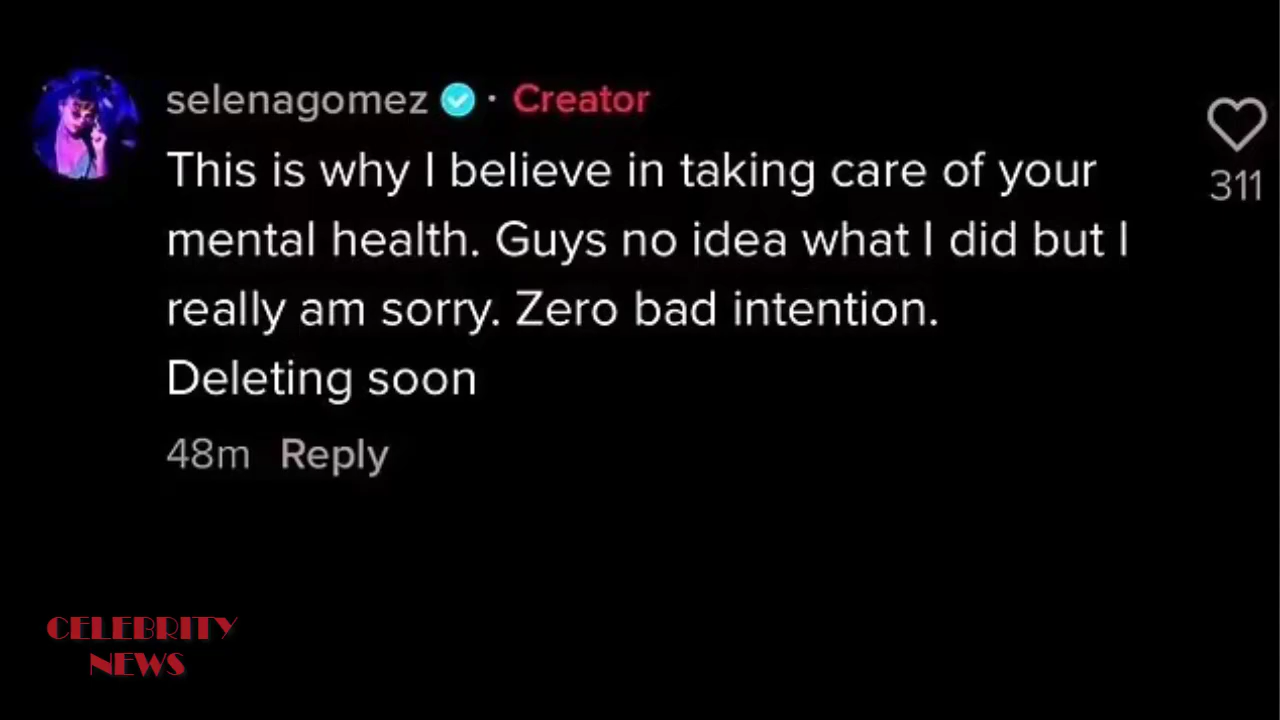 selenagomez · Creator
This is why I believe in taking care of your
mental health. Guys no idea what I did but I
really am sorry. Zero bad intention.
Deleting soon
48m Reply
311
CELEBRITY
NEWS